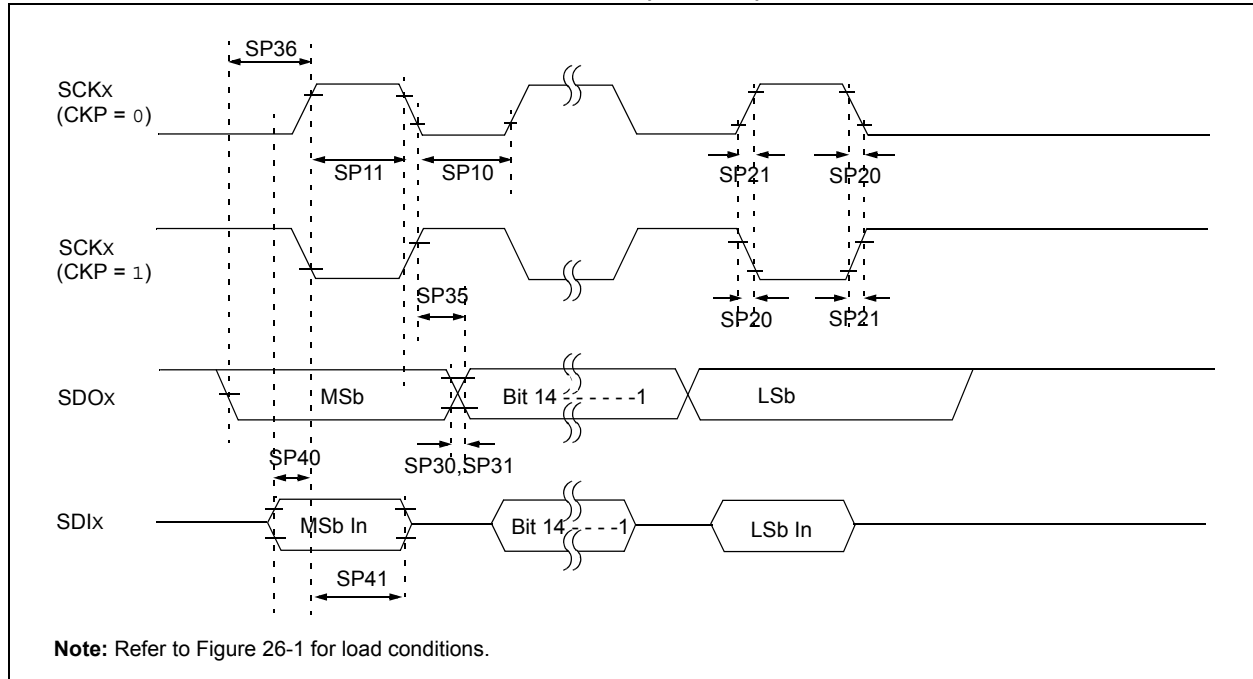 SP36
SCKx
(CKP = 0)
SP11
SP10
SP21
SP20
SCKx
(CKP = 1)
SP35
SP20
SP21
SDOx
MSb
Bit 14 - - - - - -1
LSb
SP40
SP30,SP31
SDIx
MSb In
Bit 14 - - - - -1
LSb In
SP41
Note: Refer to Figure 26-1 for load conditions.